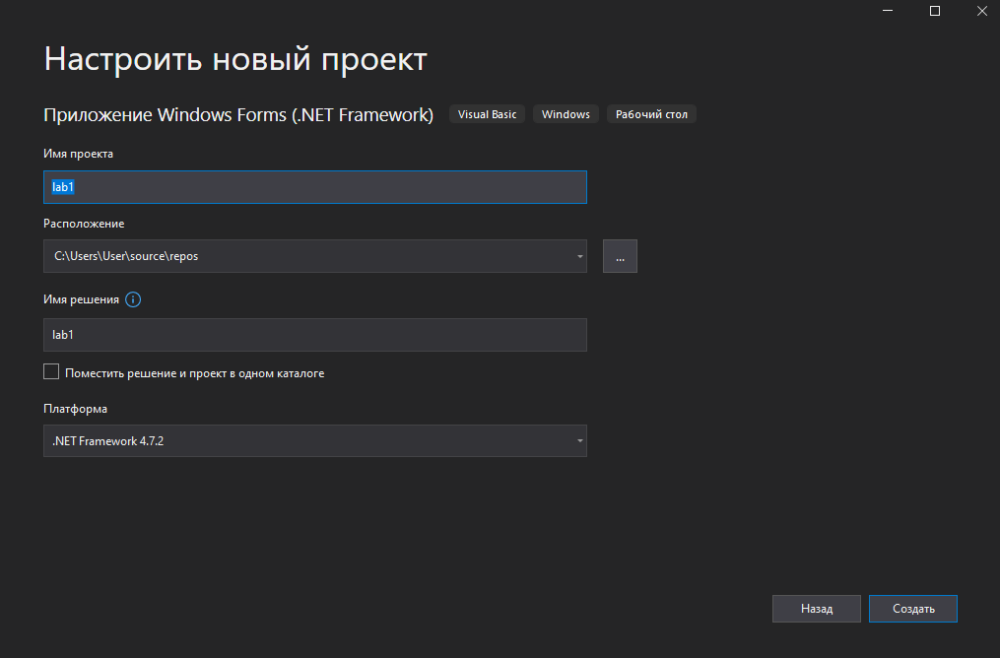 Настроить новый проект
Приложение Windows Forms (.NET Framework) Visual Basic Windows Рабочий стол
Имя проекта
lab1
Расположение
C:\Users\User\source\repos
...
Имя решения
lab1
Поместить решение и проект в одном каталоге
Платформа
.NET Framework 4.7.2
Назад Создать